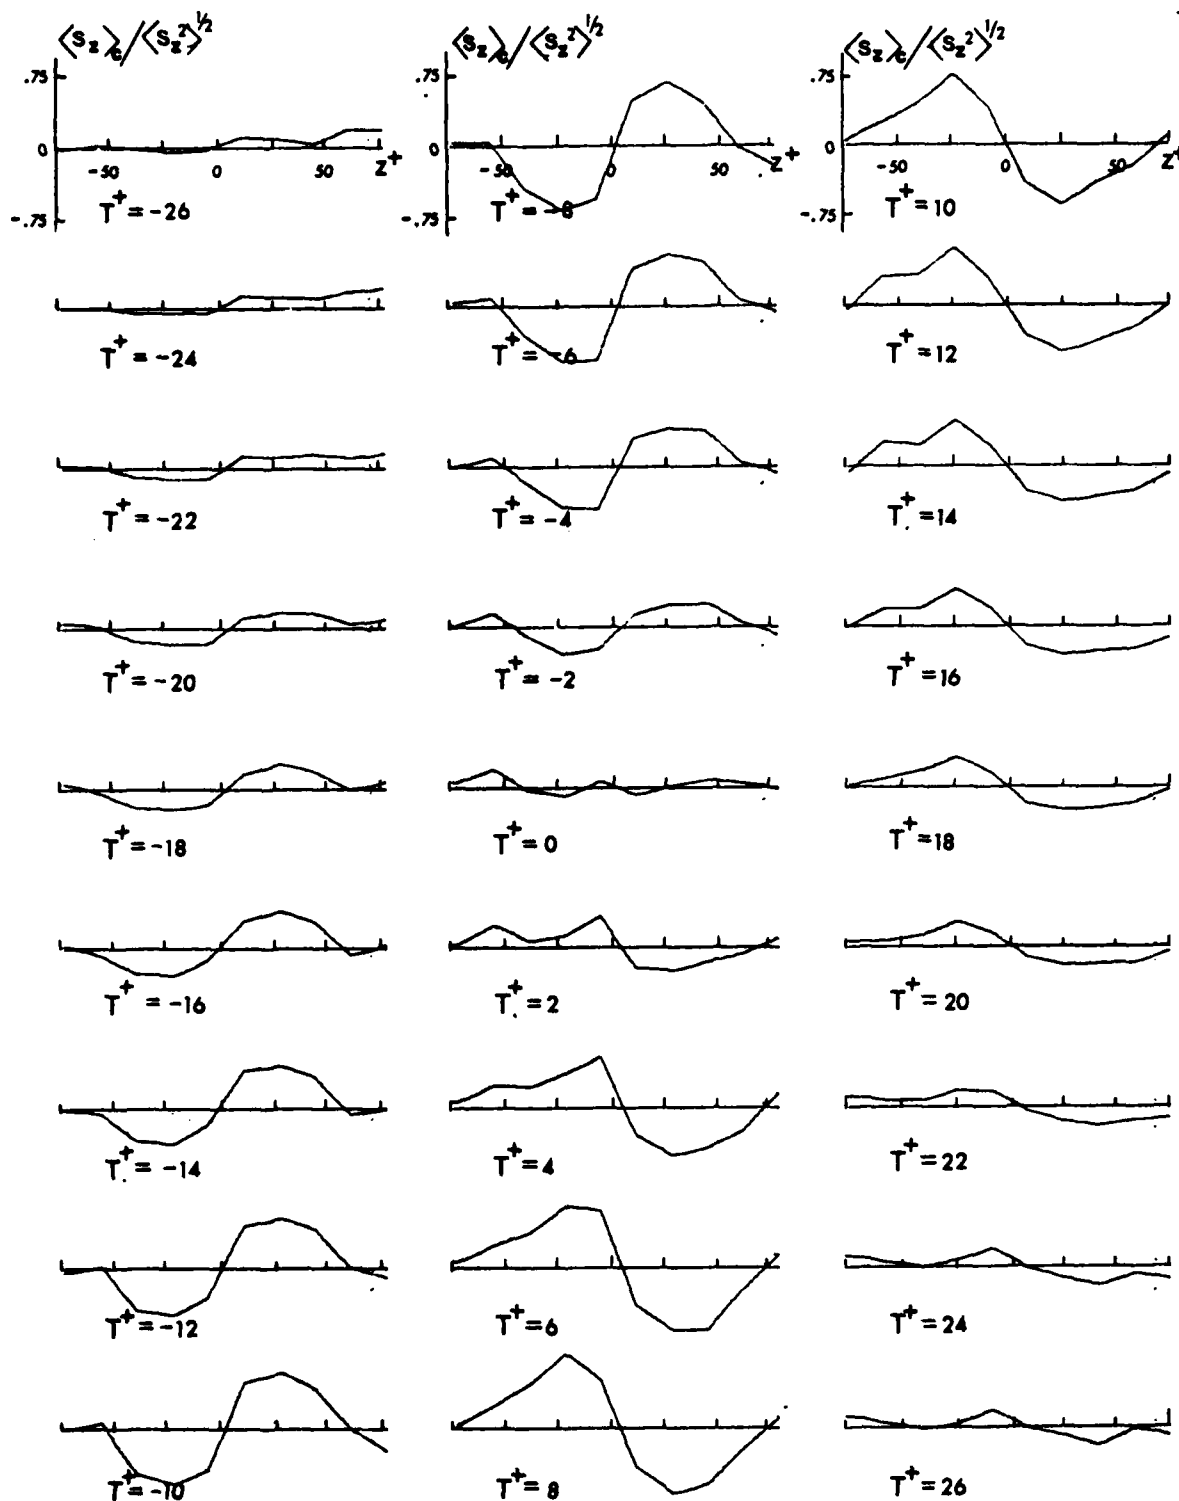 ⟨S_z⟩_c/⟨S_z²⟩^1/2
.75
0
-50 0 50 Z+
-.75
T+ = -26
T+ = -24
T+ = -22
T+ = -20
T+ = -18
T+ = -16
T+ = -14
T+ = -12
T+ = -10
⟨S_z⟩_c/⟨S_z²⟩^1/2
.75
0
-50 0 50 Z+
-.75
T+ = -8
T+ = -6
T+ = -4
T+ = -2
T+ = 0
T+ = 2
T+ = 4
T+ = 6
T+ = 8
⟨S_z⟩_c/⟨S_z²⟩^1/2
.75
0
-50 0 50 Z+
-.75
T+ = 10
T+ = 12
T+ = 14
T+ = 16
T+ = 18
T+ = 20
T+ = 22
T+ = 24
T+ = 26